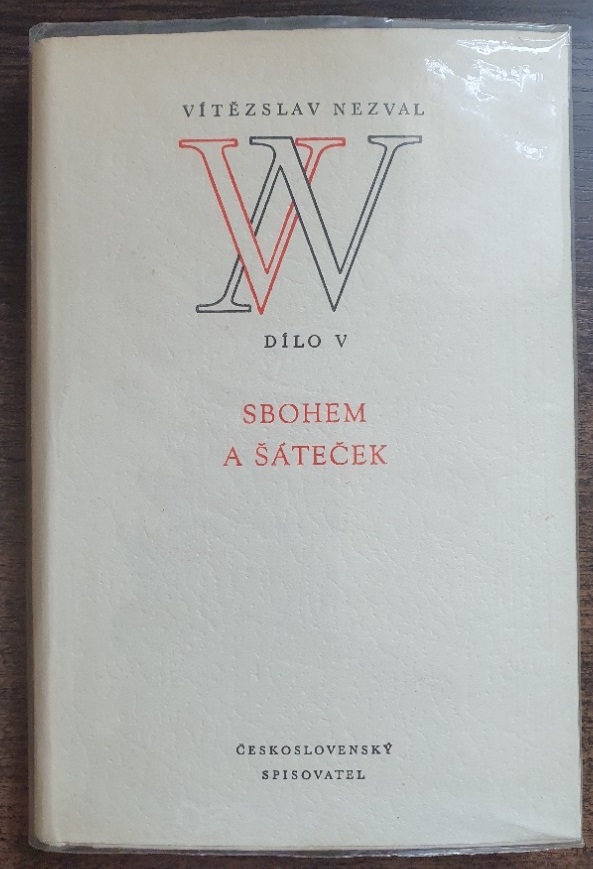 VÍTĚZSLAV NEZVAL
VN
DÍLO V
SBOHEM
A ŠÁTEČEK
ČESKOSLOVENSKÝ
SPISOVATEL